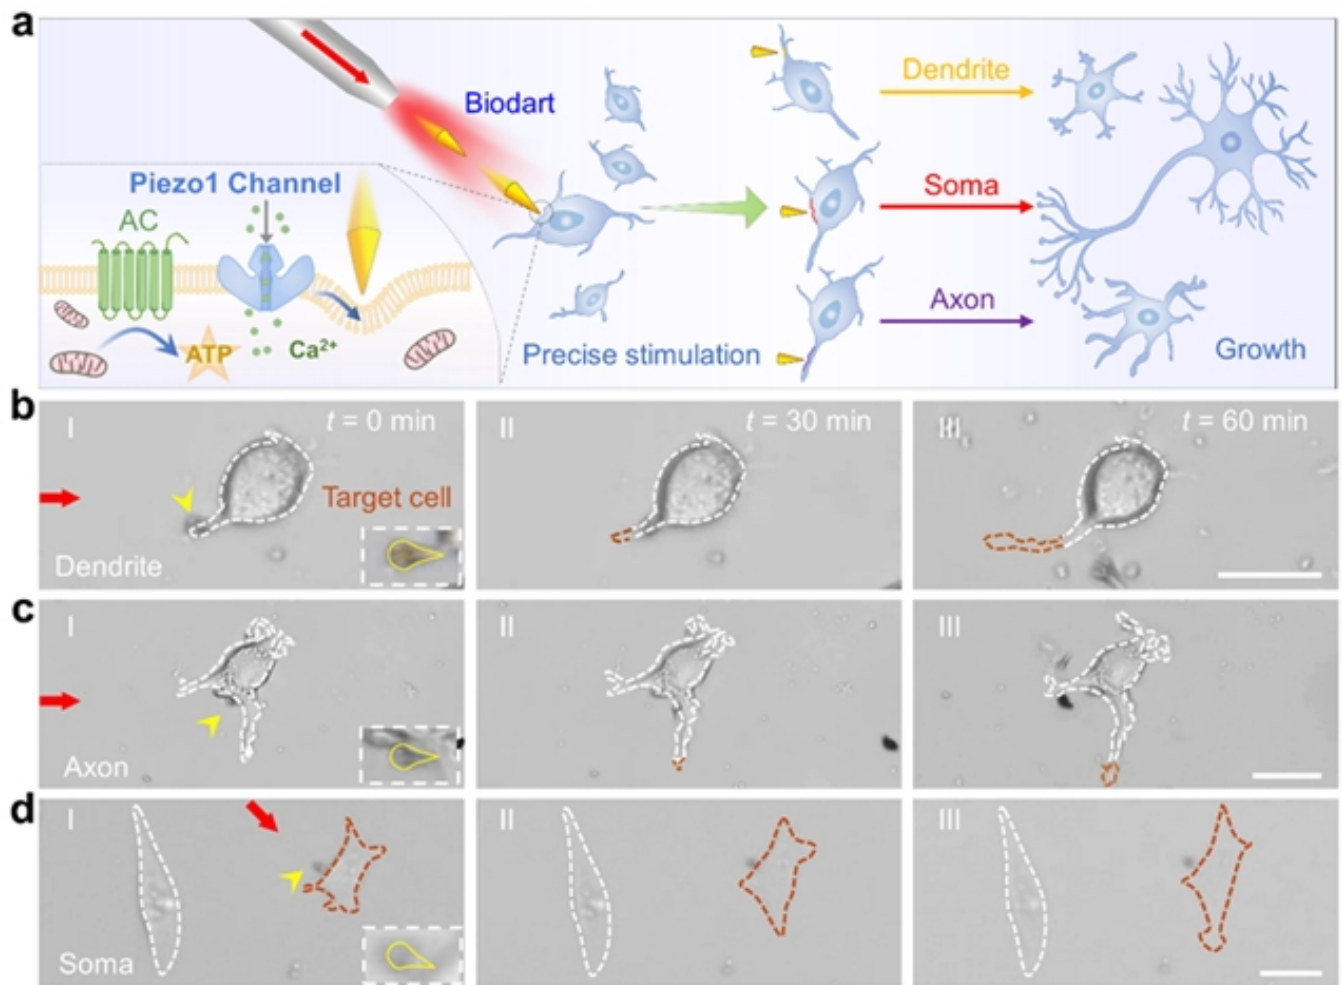 a
Biodart
Dendrite
Piezo1 Channel
AC
Soma
Axon
ATP
Ca²⁺
Precise stimulation
Growth
b
I
t = 0 min
II
t = 30 min
III
t = 60 min
Target cell
Dendrite
c
I
II
III
Axon
d
I
II
III
Soma